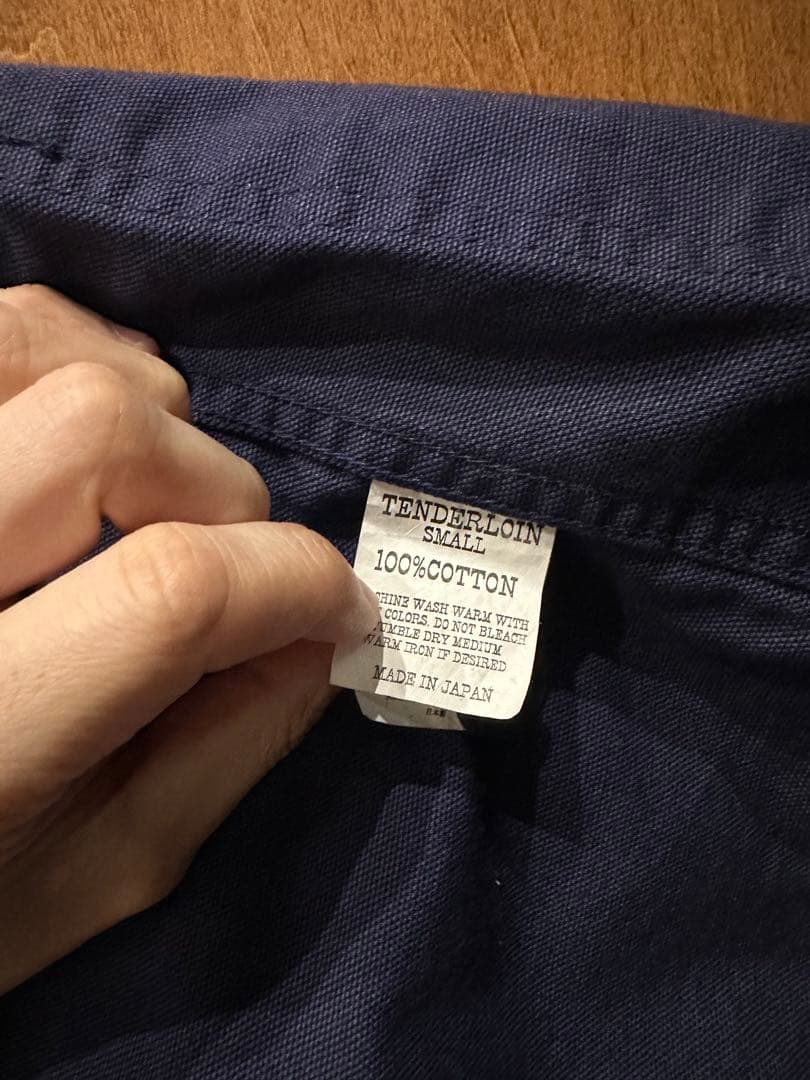 TENDERLOIN
SMALL
100%COTTON
WASH WARM WITH
COLORS. DO NOT BLEACH
DRY MEDIUM
WARM IRON IF DESIRED
MADE IN JAPAN